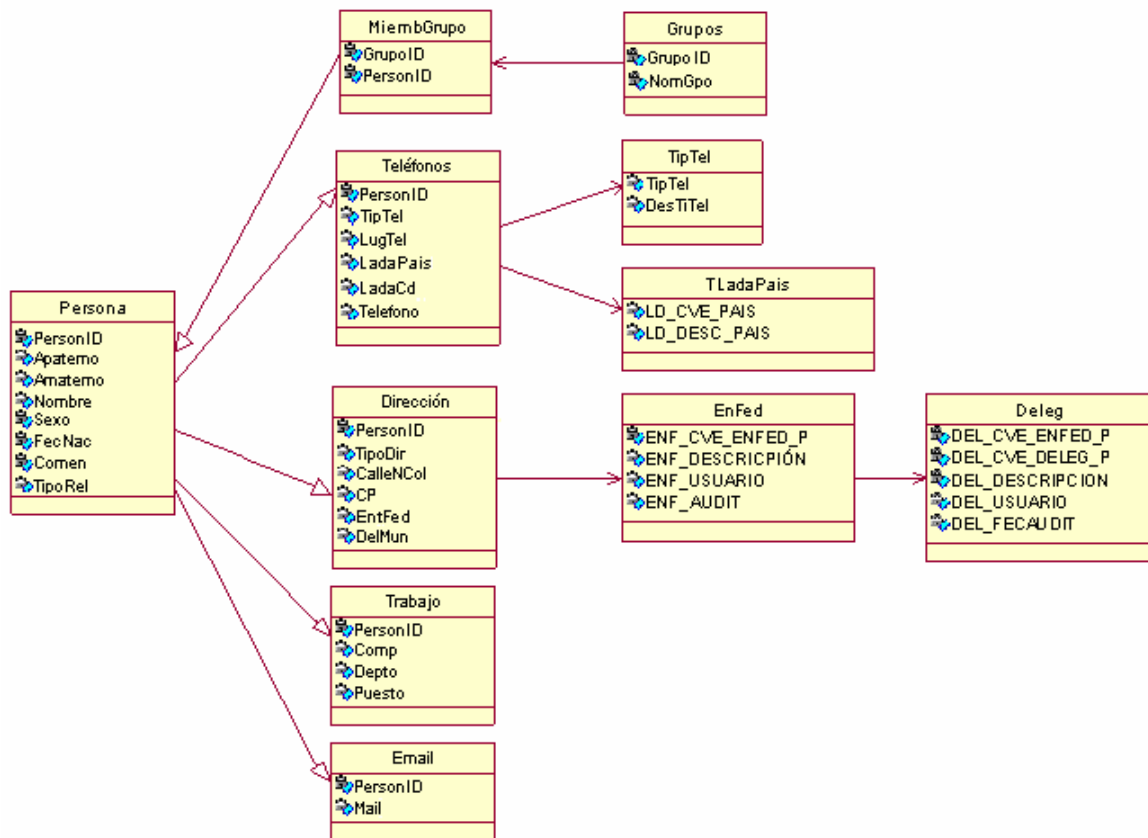 MiembGrupo
GrupoID
PersonID
Grupos
GrupoID
NomGpo
Teléfonos
PersonID
TipTel
LugTel
LadaPais
LadaCd
Telefono
TipTel
TipTel
DesTiTel
TLadaPais
LD_CVE_PAIS
LD_DESC_PAIS
Persona
PersonID
Apaterno
Amaterno
Nombre
Sexo
FecNac
Comen
TipoRel
Dirección
PersonID
TipoDir
CalleNCol
CP
EntFed
DelMun
EnFed
ENF_CVE_ENFED_P
ENF_DESCRICPIÓN
ENF_USUARIO
ENF_AUDIT
Deleg
DEL_CVE_ENFED_P
DEL_CVE_DELEG_P
DEL_DESCRIPCION
DEL_USUARIO
DEL_FECAUDIT
Trabajo
PersonID
Comp
Depto
Puesto
Email
PersonID
Mail